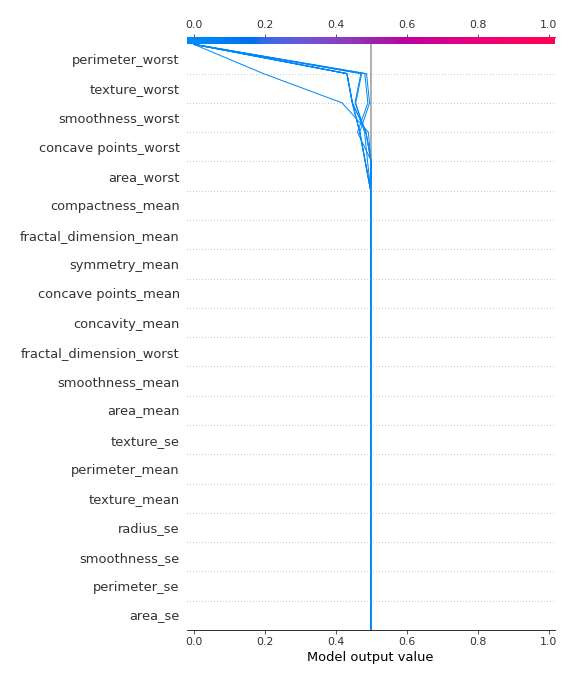 0.0 0.2 0.4 0.6 0.8 1.0
perimeter_worst
texture_worst
smoothness_worst
concave points_worst
area_worst
compactness_mean
fractal_dimension_mean
symmetry_mean
concave points_mean
concavity_mean
fractal_dimension_worst
smoothness_mean
area_mean
texture_se
perimeter_mean
texture_mean
radius_se
smoothness_se
perimeter_se
area_se
0.0 0.2 0.4 0.6 0.8 1.0
Model output value